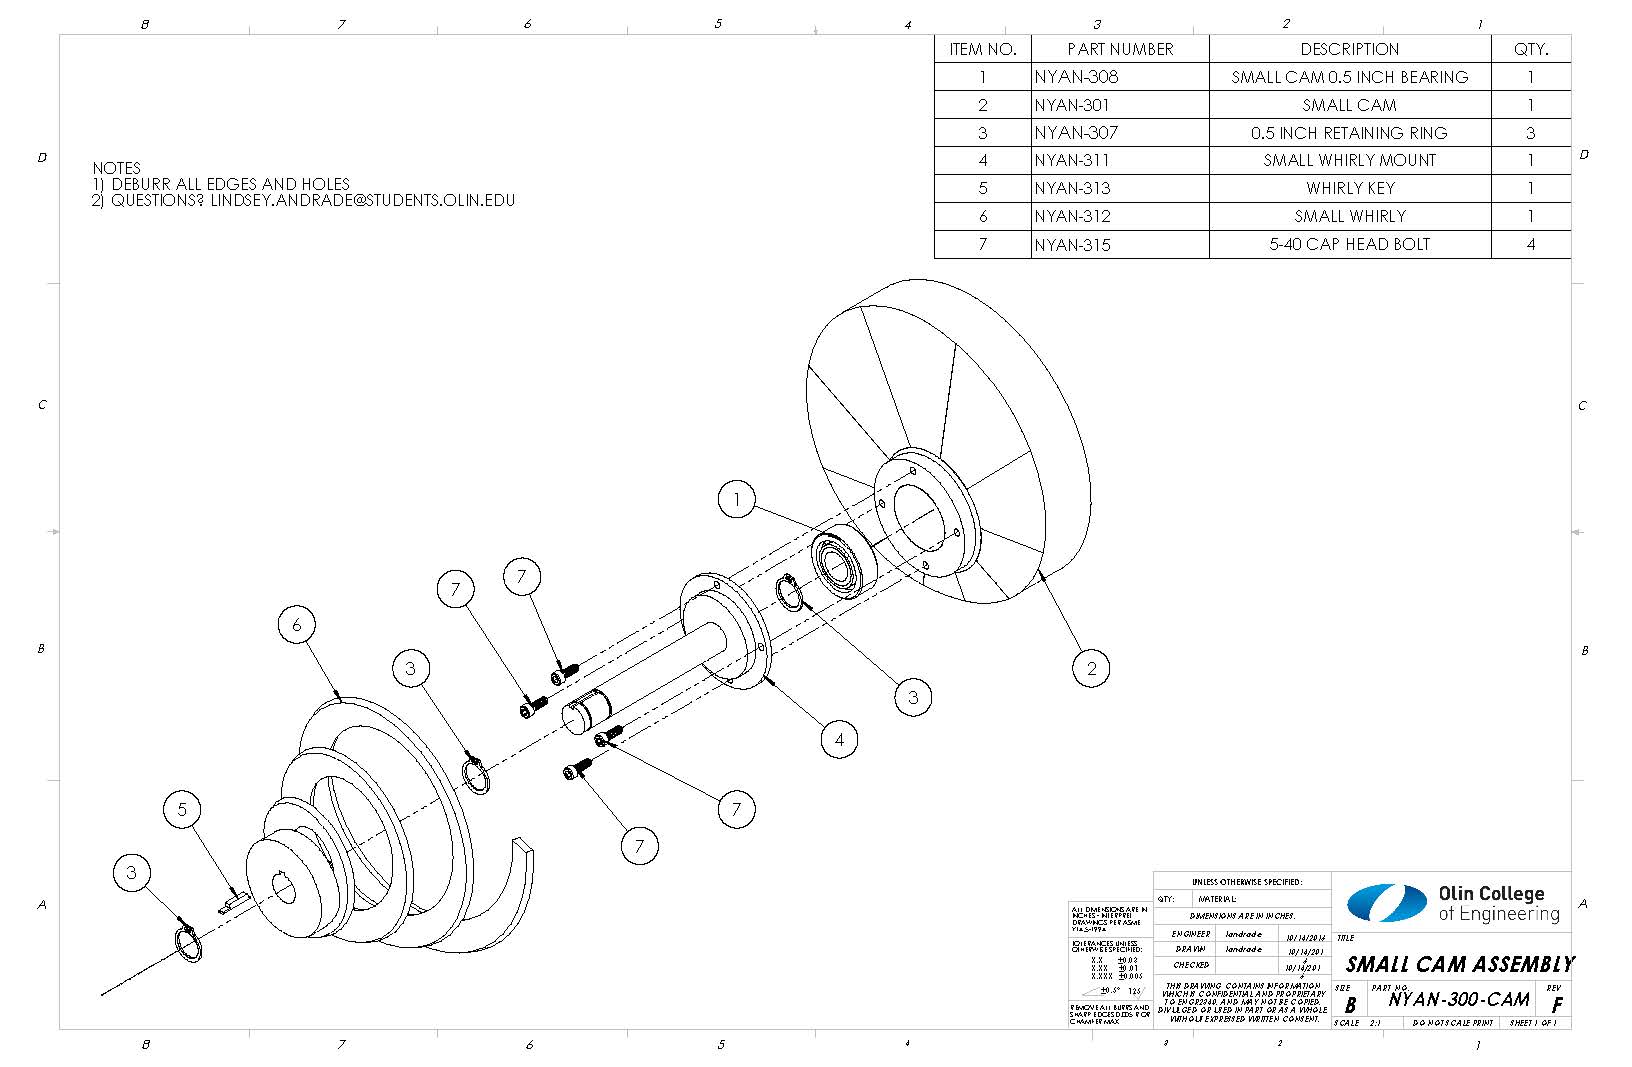 8 7 6 5 4 3 2 1
ITEM NO. PART NUMBER DESCRIPTION QTY.
1 NYAN-308 SMALL CAM 0.5 INCH BEARING 1
2 NYAN-301 SMALL CAM 1
3 NYAN-307 0.5 INCH RETAINING RING 3
4 NYAN-311 SMALL WHIRLY MOUNT 1
5 NYAN-313 WHIRLY KEY 1
6 NYAN-312 SMALL WHIRLY 1
7 NYAN-315 5-40 CAP HEAD BOLT 4
D D
NOTES
1) DEBURR ALL EDGES AND HOLES
2) QUESTIONS? LINDSEY.ANDRADE@STUDENTS.OLIN.EDU
C C
1
7
7
6
B B
3
2
3
4
5
7
7
3
A A
ALL DIMENSIONS ARE IN
INCHES - INTERPRET
DRAWINGS PER ASME
Y14.5-1994
TOLERANCES UNLESS
OTHERWISE SPECIFIED:
X.X ±0.02
X.XX ±0.01
X.XXX ±0.005
±0.5° 125
REMOVE ALL BURRS AND
SHARP EDGES
CHAMFER MAX
UNLESS OTHERWISE SPECIFIED:
QTY: MATERIAL:
DIMENSIONS ARE IN INCHES.
ENGINEER landrade 10/14/2014
DRAWN landrade 10/14/201
4
CHECKED 10/14/201
4
THIS DRAWING CONTAINS INFORMATION
WHICH IS CONFIDENTIAL AND PROPRIETARY
TO ENGR2340, AND MAY NOT BE COPIED,
DIVULGED OR USED IN PART OR AS A WHOLE
WITHOUT EXPRESSED WRITTEN CONSENT.
Olin College
of Engineering
TITLE
SMALL CAM ASSEMBLY
SIZE PART NO. REV
B NYAN-300-CAM F
SCALE 2:1 DO NOT SCALE PRINT SHEET 1 OF 1
8 7 6 5 4 3 2 1